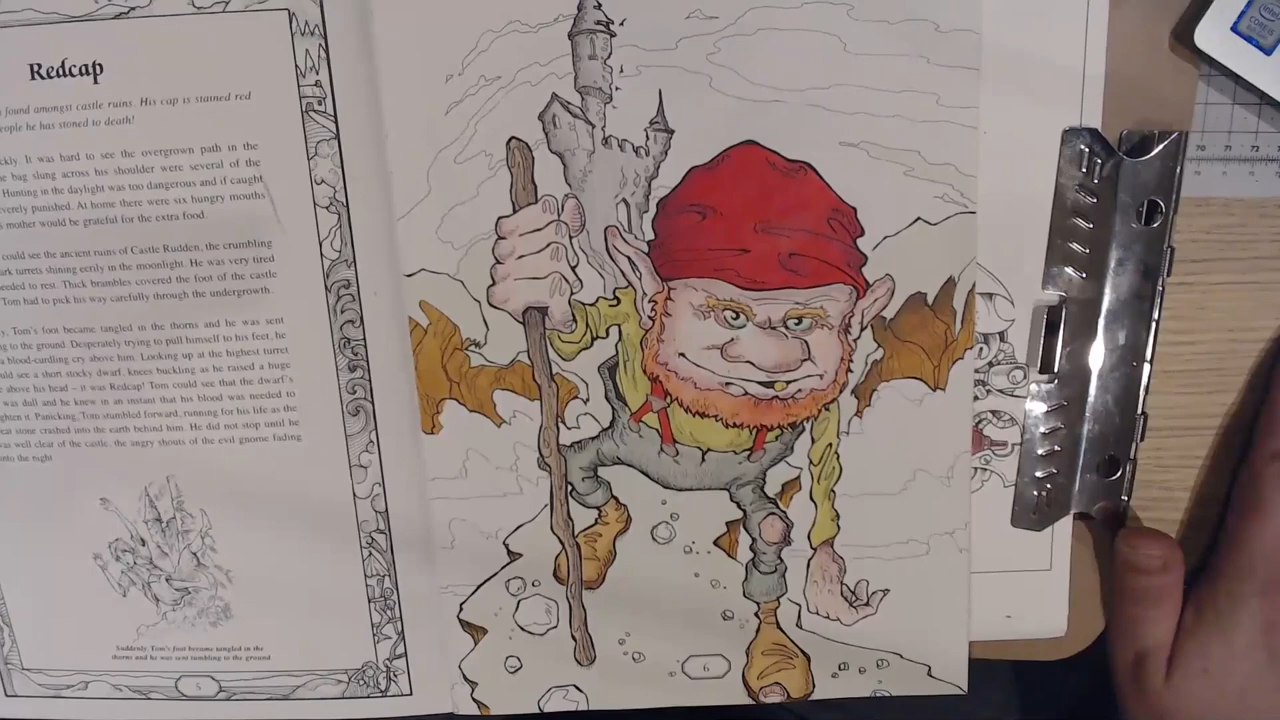 Redcap
found amongst castle ruins. His cap is stained red
eople he has stoned to death!
ckly. It was hard to see the overgrown path in the
e bag slung across his shoulder were several of the
Hunting in the daylight was too dangerous and if caught
verely punished. At home there were six hungry mouths
s mother would be grateful for the extra food.
could see the ancient ruins of Castle Rudden, the crumbling
ark turrets shining eerily in the moonlight. He was very tired
eeded to rest. Thick brambles covered the foot of the castle
Tom had to pick his way carefully through the undergrowth.
y, Tom's foot became tangled in the thorns and he was sent
ng to the ground. Desperately trying to pull himself to his feet, he
a blood-curdling cry above him. Looking up at the highest turret
uld see a short stocky dwarf, knees buckling as he raised a huge
e above his head – it was Redcap! Tom could see that the dwarf's
was dull and he knew in an instant that his blood was needed to
ghten it. Panicking, Tom stumbled forward, running for his life as the
eat stone crashed into the earth behind him. He did not stop until he
was well clear of the castle, the angry shouts of the evil gnome fading
into the night
Suddenly, Tom's foot became tangled in the
thorns and he was sent tumbling to the ground
5
6
intel
CORE i5
70 71 72